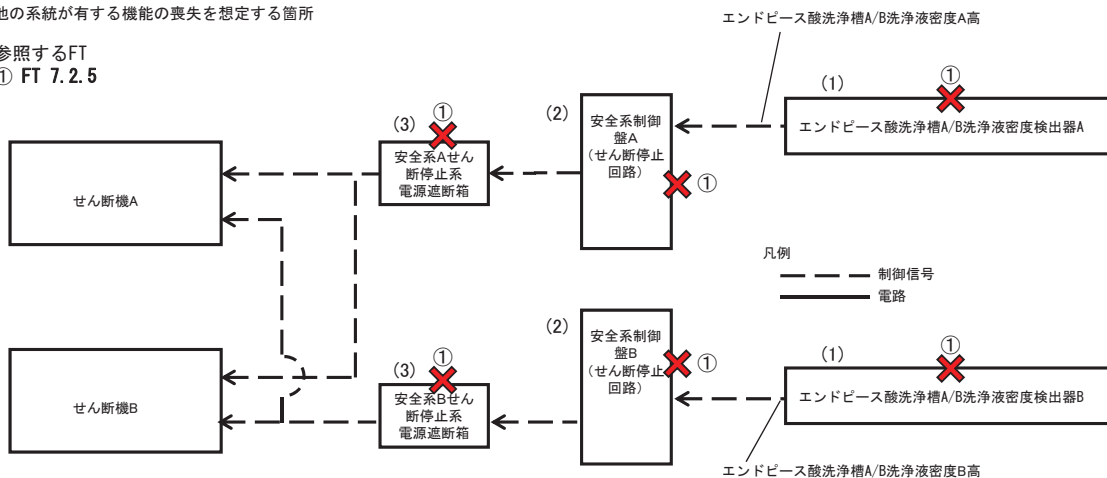 他の系統が有する機能の喪失を想定する箇所
参照するFT
① FT 7.2.5
エンドピース酸洗浄槽A/B洗浄液密度A高
(1)
①
エンドピース酸洗浄槽A/B洗浄液密度検出器A
(2)
安全系制御
盤A
(せん断停止
回路)
①
(3)
①
安全系Aせん
断停止系
電源遮断箱
せん断機A
凡例
制御信号
電路
(2)
安全系制御
盤B
(せん断停止
回路)
①
(1)
①
エンドピース酸洗浄槽A/B洗浄液密度検出器B
(3)
①
安全系Bせん
断停止系
電源遮断箱
せん断機B
エンドピース酸洗浄槽A/B洗浄液密度B高